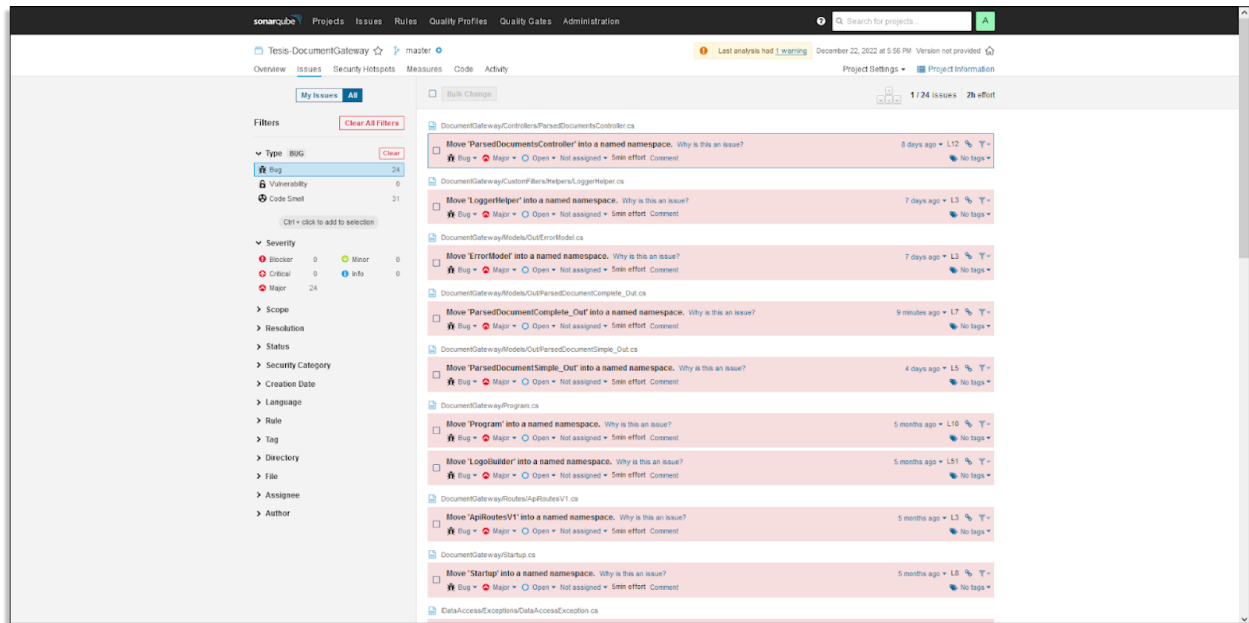 sonarqube Projects Issues Rules Quality Profiles Quality Gates Administration ? Search for projects... A
Tesis-DocumentGateway master Last analysis had 1 warning December 22, 2022 at 5:56 PM Version not provided
Overview Issues Security Hotspots Measures Code Activity Project Settings Project Information
My Issues All Bulk Change 1 / 24 issues 2h effort
Filters Clear All Filters
Type BUG Clear
Bug 24
Vulnerability 0
Code Smell 31
Ctrl + click to add to selection
Severity
Blocker 0 Minor 0
Critical 0 Info 0
Major 24
Scope
Resolution
Status
Security Category
Creation Date
Language
Rule
Tag
Directory
File
Assignee
Author
DocumentGateway/Controllers/ParsedDocumentsController.cs
Move 'ParsedDocumentsController' into a named namespace. Why is this an issue? 8 days ago L12
Bug Major Open Not assigned 5min effort Comment No tags
DocumentGateway/CustomFilters/Helpers/LoggerHelper.cs
Move 'LoggerHelper' into a named namespace. Why is this an issue? 7 days ago L3
Bug Major Open Not assigned 5min effort Comment No tags
DocumentGateway/Models/Out/ErrorModel.cs
Move 'ErrorModel' into a named namespace. Why is this an issue? 7 days ago L3
Bug Major Open Not assigned 5min effort Comment No tags
DocumentGateway/Models/Out/ParsedDocumentComplete_Out.cs
Move 'ParsedDocumentComplete_Out' into a named namespace. Why is this an issue? 9 minutes ago L7
Bug Major Open Not assigned 5min effort Comment No tags
DocumentGateway/Models/Out/ParsedDocumentSimple_Out.cs
Move 'ParsedDocumentSimple_Out' into a named namespace. Why is this an issue? 4 days ago L5
Bug Major Open Not assigned 5min effort Comment No tags
DocumentGateway/Program.cs
Move 'Program' into a named namespace. Why is this an issue? 5 months ago L10
Bug Major Open Not assigned 5min effort Comment No tags
Move 'LogoBuilder' into a named namespace. Why is this an issue? 5 months ago L51
Bug Major Open Not assigned 5min effort Comment No tags
DocumentGateway/Routes/ApiRoutesV1.cs
Move 'ApiRoutesV1' into a named namespace. Why is this an issue? 5 months ago L3
Bug Major Open Not assigned 5min effort Comment No tags
DocumentGateway/Startup.cs
Move 'Startup' into a named namespace. Why is this an issue? 5 months ago L8
Bug Major Open Not assigned 5min effort Comment No tags
IDataAccess/Exceptions/DataAccessException.cs